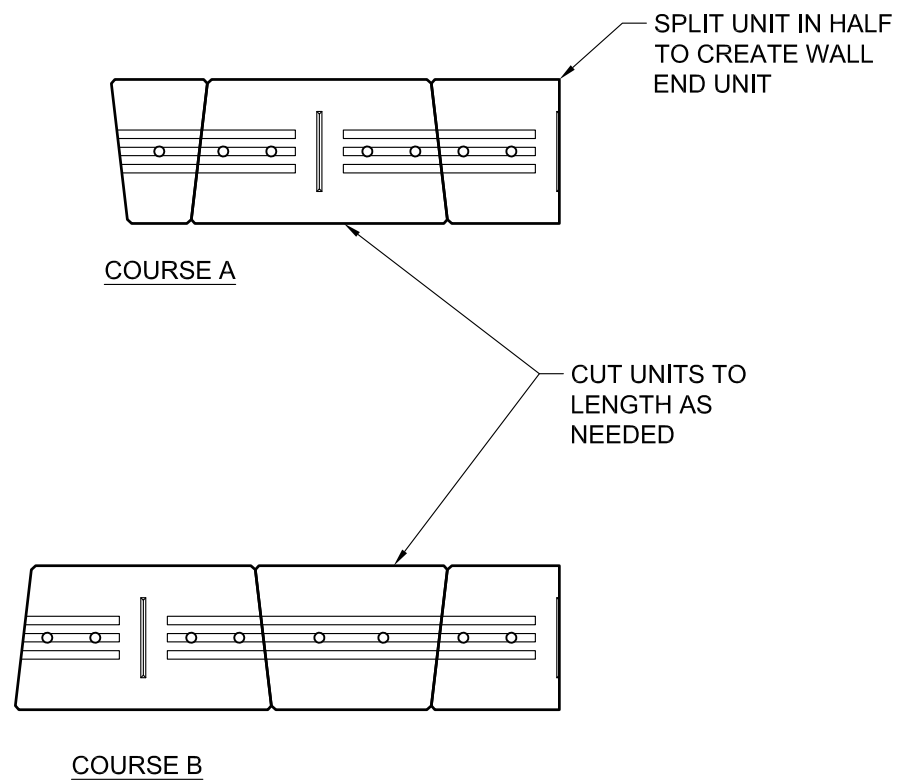 SPLIT UNIT IN HALF
TO CREATE WALL
END UNIT
COURSE A
CUT UNITS TO
LENGTH AS
NEEDED
COURSE B